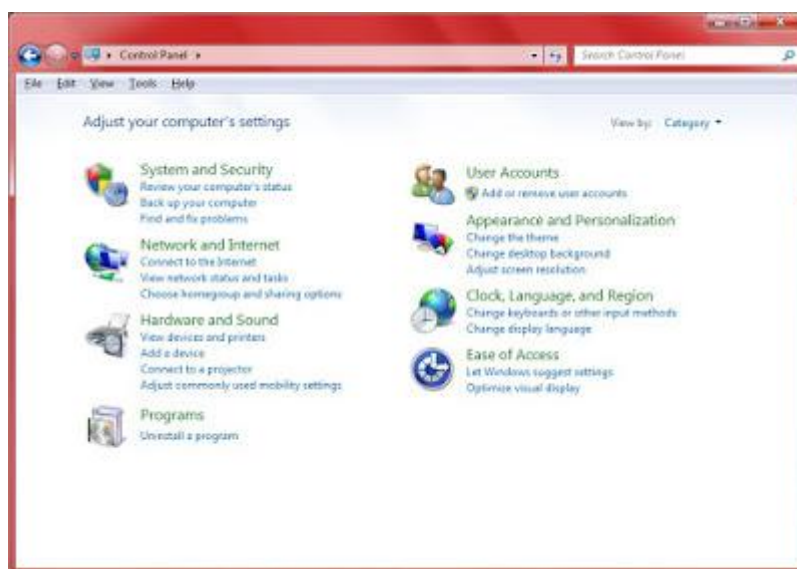 Control Panel
Search Control Panel
File Edit View Tools Help
Adjust your computer's settings
View by: Category
System and Security
Review your computer's status
Back up your computer
Find and fix problems
Network and Internet
Connect to the Internet
View network status and tasks
Choose homegroup and sharing options
Hardware and Sound
View devices and printers
Add a device
Connect to a projector
Adjust commonly used mobility settings
Programs
Uninstall a program
User Accounts
Add or remove user accounts
Appearance and Personalization
Change the theme
Change desktop background
Adjust screen resolution
Clock, Language, and Region
Change keyboards or other input methods
Change display language
Ease of Access
Let Windows suggest settings
Optimize visual display